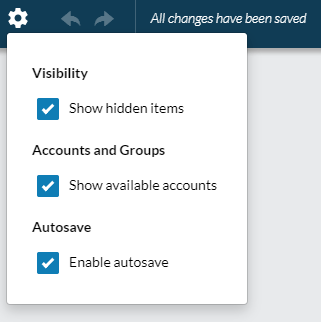 All changes have been saved
Visibility
Show hidden items
Accounts and Groups
Show available accounts
Autosave
Enable autosave